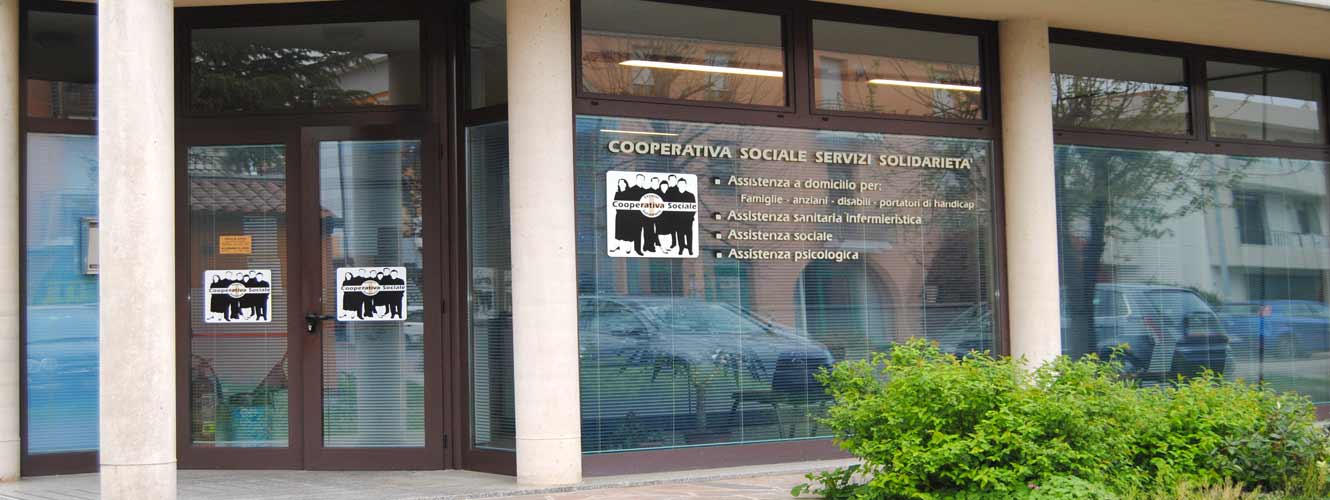 COOPERATIVA SOCIALE SERVIZI SOLIDARIETA'
Assistenza a domicilio per:
Famiglie - anziani - disabili - portatori di handicap
Assistenza sanitaria infermieristica
Assistenza sociale
Assistenza psicologica
Cooperativa Sociale
Cooperativa Sociale
Cooperativa Sociale